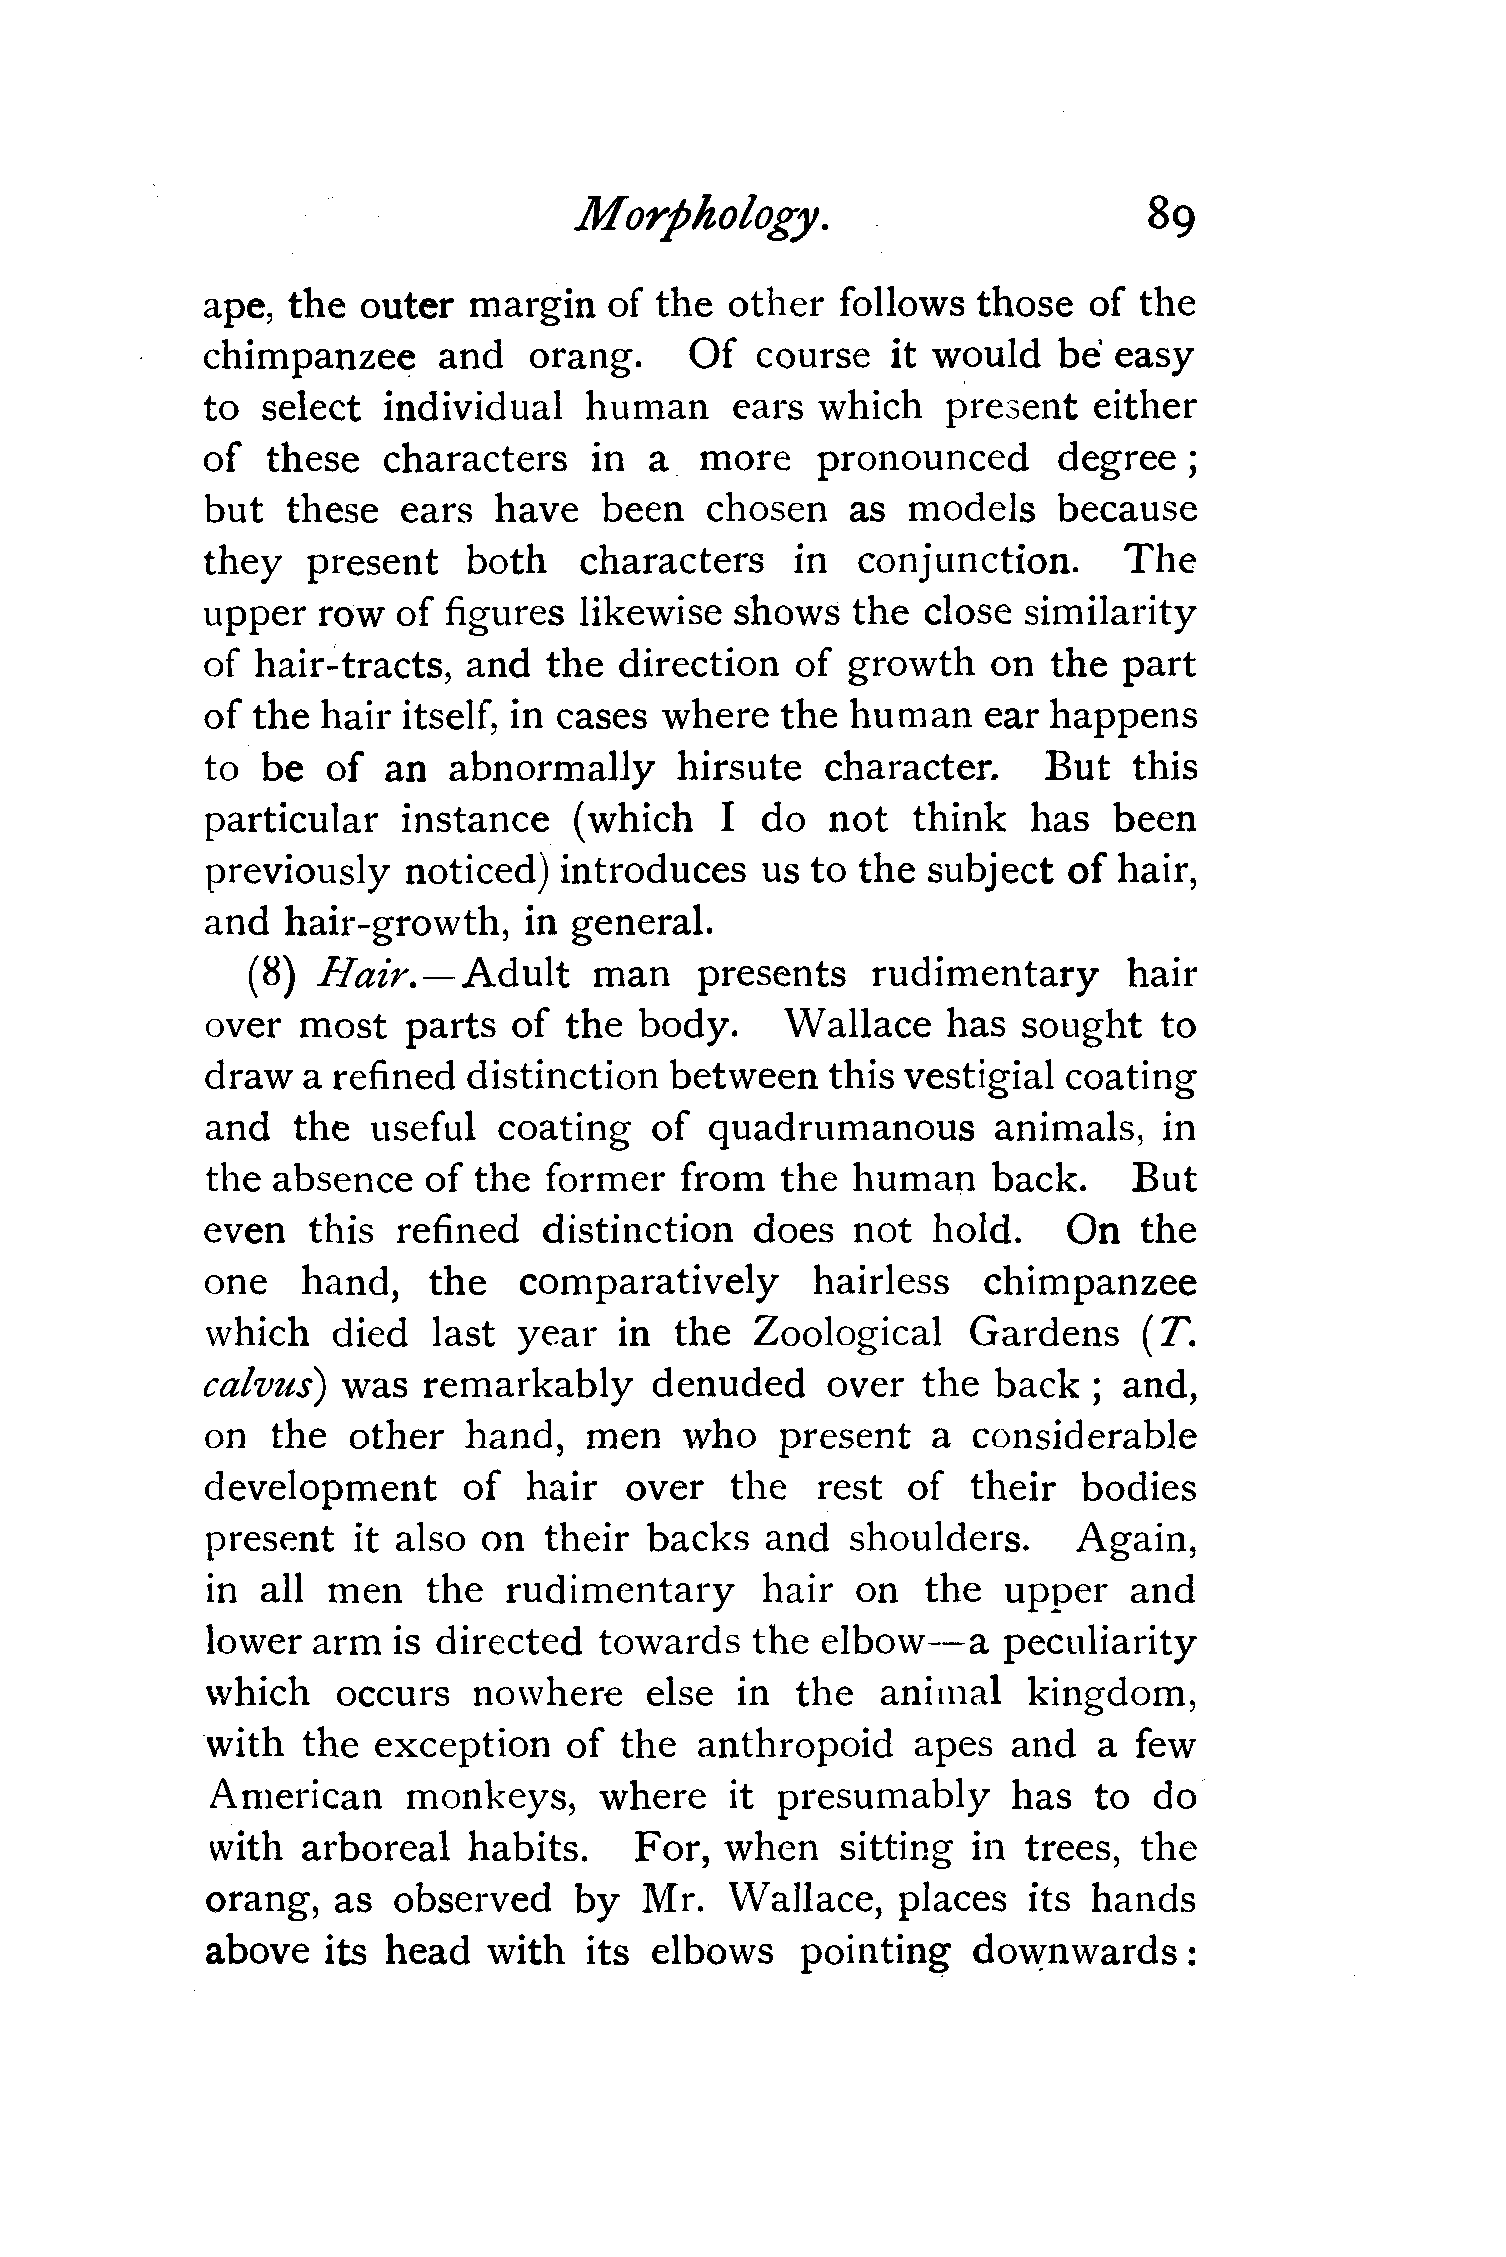 Morphology. 89
ape, the outer margin of the other follows those of the
chimpanzee and orang. Of course it would be easy
to select individual human ears which present either
of these characters in a more pronounced degree ;
but these ears have been chosen as models because
they present both characters in conjunction. The
upper row of figures likewise shows the close similarity
of hair-tracts, and the direction of growth on the part
of the hair itself, in cases where the human ear happens
to be of an abnormally hirsute character. But this
particular instance (which I do not think has been
previously noticed) introduces us to the subject of hair,
and hair-growth, in general.
(8) Hair.—Adult man presents rudimentary hair
over most parts of the body. Wallace has sought to
draw a refined distinction between this vestigial coating
and the useful coating of quadrumanous animals, in
the absence of the former from the human back. But
even this refined distinction does not hold. On the
one hand, the comparatively hairless chimpanzee
which died last year in the Zoological Gardens (T.
calvus) was remarkably denuded over the back ; and,
on the other hand, men who present a considerable
development of hair over the rest of their bodies
present it also on their backs and shoulders. Again,
in all men the rudimentary hair on the upper and
lower arm is directed towards the elbow—a peculiarity
which occurs nowhere else in the animal kingdom,
with the exception of the anthropoid apes and a few
American monkeys, where it presumably has to do
with arboreal habits. For, when sitting in trees, the
orang, as observed by Mr. Wallace, places its hands
above its head with its elbows pointing downwards :